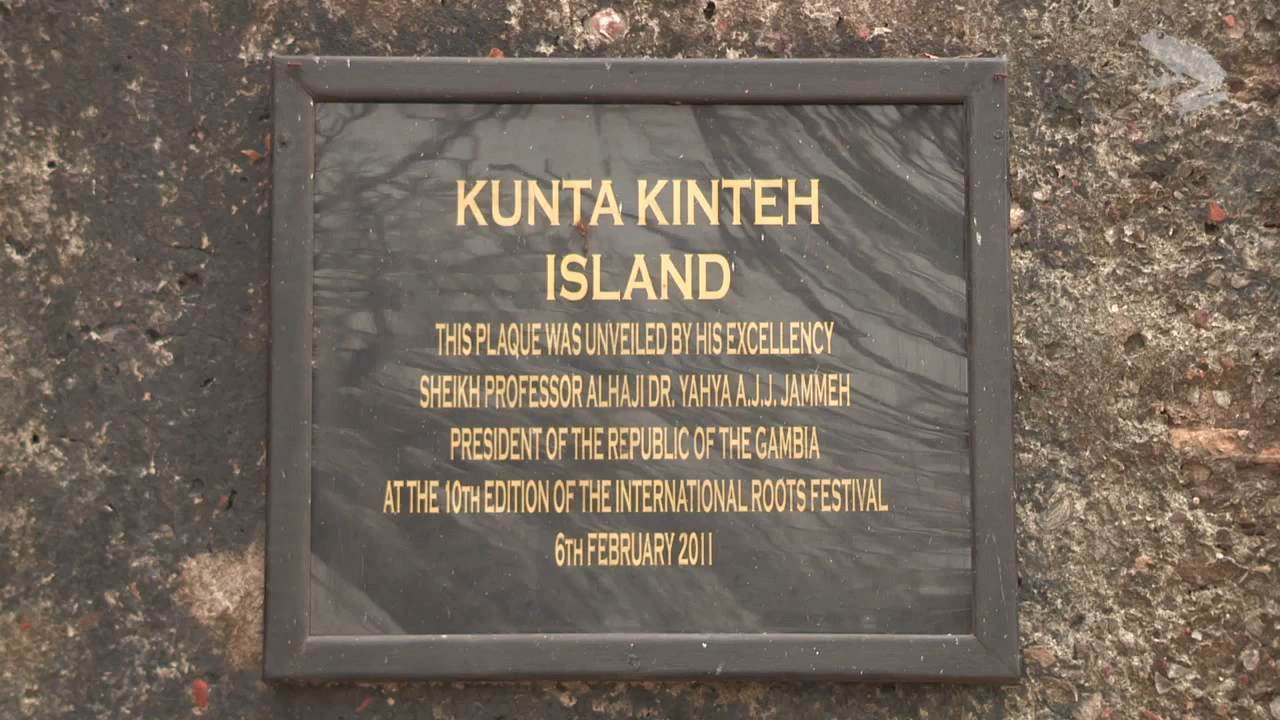 KUNTA KINTEH
ISLAND
THIS PLAQUE WAS UNVEILED BY HIS EXCELLENCY
SHEIKH PROFESSOR ALHAJI DR. YAHYA A.J.J. JAMMEH
PRESIDENT OF THE REPUBLIC OF THE GAMBIA
AT THE 10TH EDITION OF THE INTERNATIONAL ROOTS FESTIVAL
6TH FEBRUARY 2011